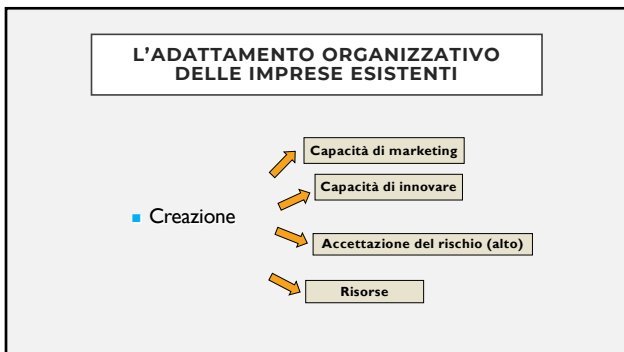 L’ADATTAMENTO ORGANIZZATIVO
DELLE IMPRESE ESISTENTI
Capacità di marketing
Capacità di innovare
Creazione
Accettazione del rischio (alto)
Risorse